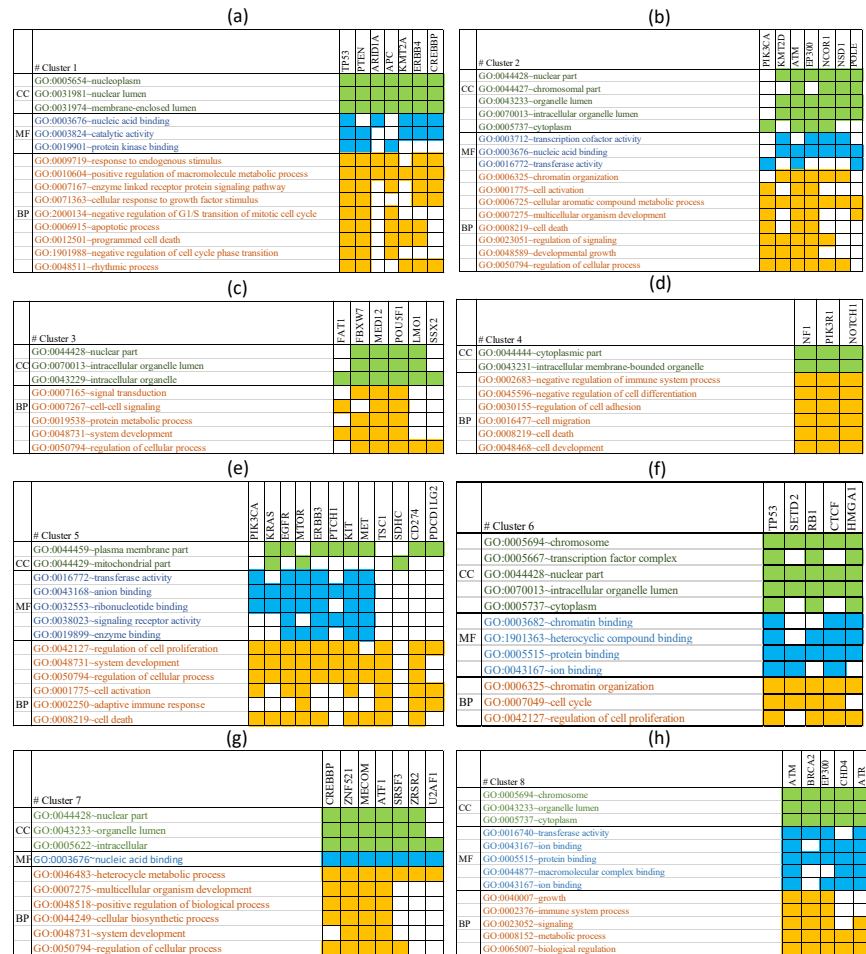 (a)
# Cluster 1
TP53
PTEN
ARID1A
APC
KMT2A
ERBB4
CREBBP
GO:0005654~nucleoplasm
CC GO:0031981~nuclear lumen
GO:0031974~membrane-enclosed lumen
GO:0003676~nucleic acid binding
MF GO:0003824~catalytic activity
GO:0019901~protein kinase binding
GO:0009719~response to endogenous stimulus
GO:0010604~positive regulation of macromolecule metabolic process
GO:0007167~enzyme linked receptor protein signaling pathway
GO:0071363~cellular response to growth factor stimulus
BP GO:2000134~negative regulation of G1/S transition of mitotic cell cycle
GO:0006915~apoptotic process
GO:0012501~programmed cell death
GO:1901988~negative regulation of cell cycle phase transition
GO:0048511~rhythmic process
(b)
# Cluster 2
PIK3CA
KMT2D
ATM
EP300
NCOR1
NSD1
POLE
GO:0044428~nuclear part
CC GO:0044427~chromosomal part
GO:0043233~organelle lumen
GO:0070013~intracellular organelle lumen
GO:0005737~cytoplasm
GO:0003712~transcription cofactor activity
MF GO:0003676~nucleic acid binding
GO:0016772~transferase activity
GO:0006325~chromatin organization
GO:0001775~cell activation
GO:0006725~cellular aromatic compound metabolic process
GO:0007275~multicellular organism development
BP GO:0008219~cell death
GO:0023051~regulation of signaling
GO:0048589~developmental growth
GO:0050794~regulation of cellular process
(c)
# Cluster 3
FAT1
FBXW7
MED12
POU5F1
LMO1
SSX2
GO:0044428~nuclear part
CC GO:0070013~intracellular organelle lumen
GO:0043229~intracellular organelle
GO:0007165~signal transduction
BP GO:0007267~cell-cell signaling
GO:0019538~protein metabolic process
GO:0048731~system development
GO:0050794~regulation of cellular process
(d)
# Cluster 4
NF1
PIK3R1
NOTCH1
CC GO:0044444~cytoplasmic part
GO:0043231~intracellular membrane-bounded organelle
GO:0002683~negative regulation of immune system process
GO:0045596~negative regulation of cell differentiation
GO:0030155~regulation of cell adhesion
BP GO:0016477~cell migration
GO:0008219~cell death
GO:0048468~cell development
(e)
# Cluster 5
PIK3CA
KRAS
EGFR
MTOR
ERBB3
PTCH1
KIT
MET
TSC1
SDHC
CD274
PDCD1LG2
GO:0044459~plasma membrane part
CC GO:0044429~mitochondrial part
GO:0016772~transferase activity
GO:0043168~anion binding
MF GO:0032553~ribonucleotide binding
GO:0038023~signaling receptor activity
GO:0019899~enzyme binding
GO:0042127~regulation of cell proliferation
GO:0048731~system development
GO:0050794~regulation of cellular process
GO:0001775~cell activation
BP GO:0002250~adaptive immune response
GO:0008219~cell death
(f)
# Cluster 6
TP53
SETD2
RB1
CTCF
HMGA1
GO:0005694~chromosome
GO:0005667~transcription factor complex
CC GO:0044428~nuclear part
GO:0070013~intracellular organelle lumen
GO:0005737~cytoplasm
GO:0003682~chromatin binding
MF GO:1901363~heterocyclic compound binding
GO:0005515~protein binding
GO:0043167~ion binding
GO:0006325~chromatin organization
BP GO:0007049~cell cycle
GO:0042127~regulation of cell proliferation
(g)
# Cluster 7
CREBBP
ZNF521
MECOM
ATF1
SRSF3
ZRSR2
U2AF1
GO:0044428~nuclear part
CC GO:0043233~organelle lumen
GO:0005622~intracellular
MF GO:0003676~nucleic acid binding
GO:0046483~heterocycle metabolic process
GO:0007275~multicellular organism development
GO:0048518~positive regulation of biological process
BP GO:0044249~cellular biosynthetic process
GO:0048731~system development
GO:0050794~regulation of cellular process
(h)
# Cluster 8
ATM
BRCA2
EP300
CHD4
ATR
GO:0005694~chromosome
CC GO:0043233~organelle lumen
GO:0005737~cytoplasm
GO:0016740~transferase activity
GO:0043167~ion binding
MF GO:0005515~protein binding
GO:0044877~macromolecular complex binding
GO:0043167~ion binding
GO:0040007~growth
GO:0002376~immune system process
BP GO:0023052~signaling
GO:0008152~metabolic process
GO:0065007~biological regulation